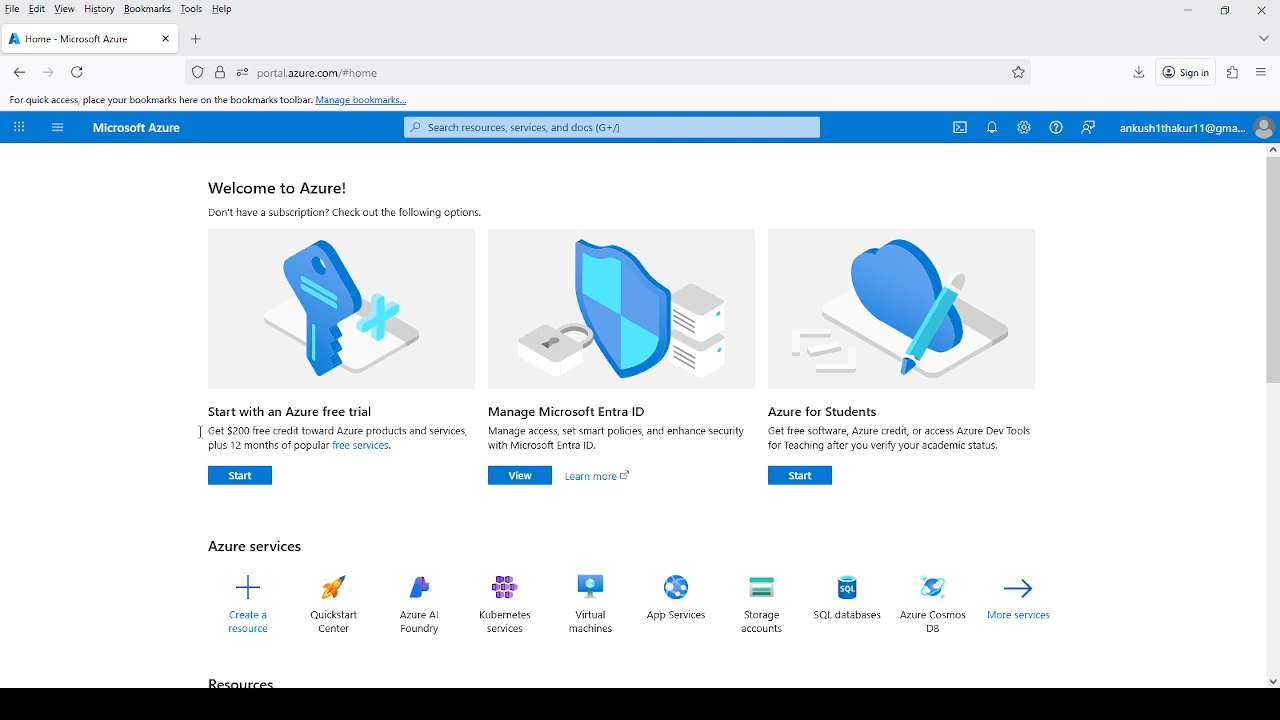 File Edit View History Bookmarks Tools Help
Home - Microsoft Azure
portal.azure.com/#home
Sign in
For quick access, place your bookmarks here on the bookmarks toolbar. Manage bookmarks...
Microsoft Azure
Search resources, services, and docs (G+/)
ankush1thakur11@gma...
Welcome to Azure!
Don't have a subscription? Check out the following options.
Start with an Azure free trial
Get $200 free credit toward Azure products and services,
plus 12 months of popular free services.
Start
Manage Microsoft Entra ID
Manage access, set smart policies, and enhance security
with Microsoft Entra ID.
View Learn more
Azure for Students
Get free software, Azure credit, or access Azure Dev Tools
for Teaching after you verify your academic status.
Start
Azure services
Create a
resource
Quickstart
Center
Azure AI
Foundry
Kubernetes
services
Virtual
machines
App Services
Storage
accounts
SQL
SQL databases
Azure Cosmos
DB
More services
Resources